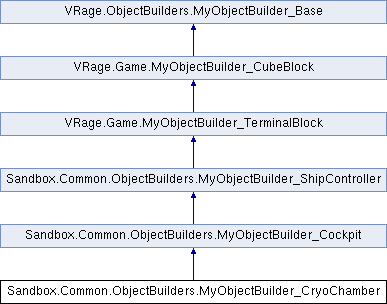 VRage.ObjectBuilders.MyObjectBuilder_Base
VRage.Game.MyObjectBuilder_CubeBlock
VRage.Game.MyObjectBuilder_TerminalBlock
Sandbox.Common.ObjectBuilders.MyObjectBuilder_ShipController
Sandbox.Common.ObjectBuilders.MyObjectBuilder_Cockpit
Sandbox.Common.ObjectBuilders.MyObjectBuilder_CryoChamber